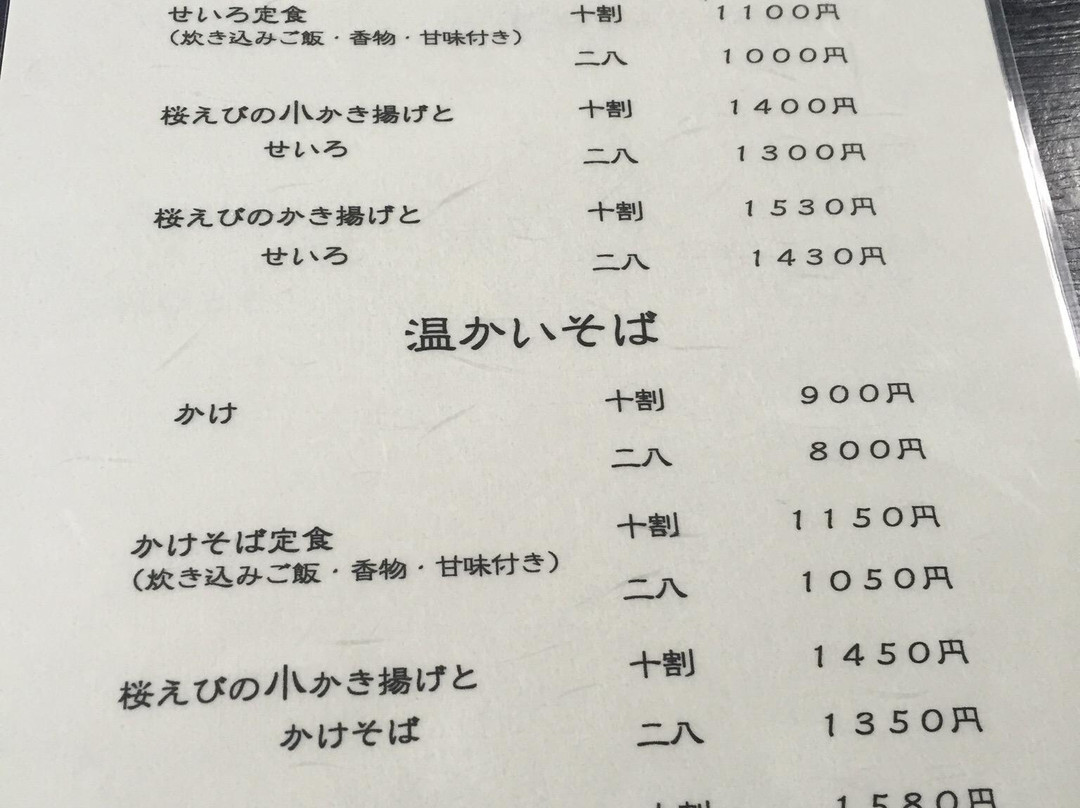 せいろ定食 十割 １１００円
（炊き込みご飯・香物・甘味付き）
二八 １０００円
桜えびの小かき揚げと 十割 １４００円
せいろ 二八 １３００円
桜えびのかき揚げと 十割 １５３０円
せいろ 二八 １４３０円
温かいそば
かけ 十割 ９００円
二八 ８００円
かけそば定食 十割 １１５０円
（炊き込みご飯・香物・甘味付き） 二八 １０５０円
桜えびの小かき揚げと 十割 １４５０円
かけそば 二八 １３５０円
十割 １５８０円